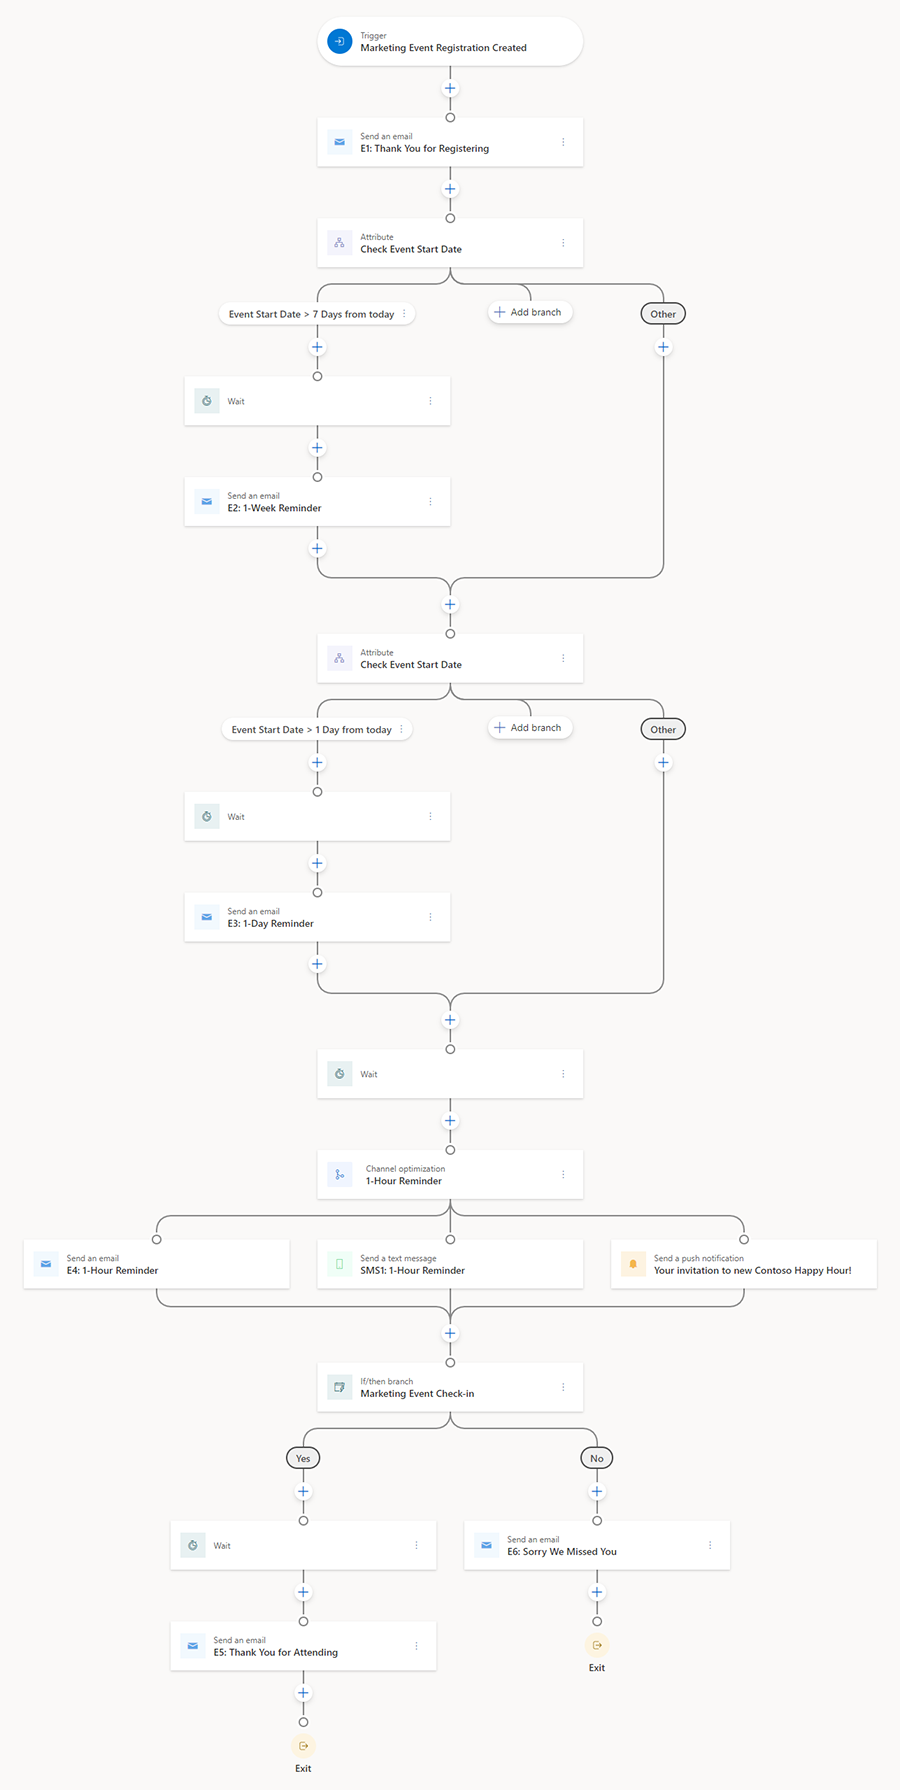 Trigger
Marketing Event Registration Created
Send an email
E1: Thank You for Registering
Attribute
Check Event Start Date
Event Start Date > 7 Days from today
Add branch
Other
Wait
Send an email
E2: 1-Week Reminder
Attribute
Check Event Start Date
Event Start Date > 1 Day from today
Add branch
Other
Wait
Send an email
E3: 1-Day Reminder
Wait
Channel optimization
1-Hour Reminder
Send an email
E4: 1-Hour Reminder
Send a text message
SMS1: 1-Hour Reminder
Send a push notification
Your invitation to new Contoso Happy Hour!
If/then branch
Marketing Event Check-in
Yes
No
Wait
Send an email
E6: Sorry We Missed You
Send an email
E5: Thank You for Attending
Exit
Exit